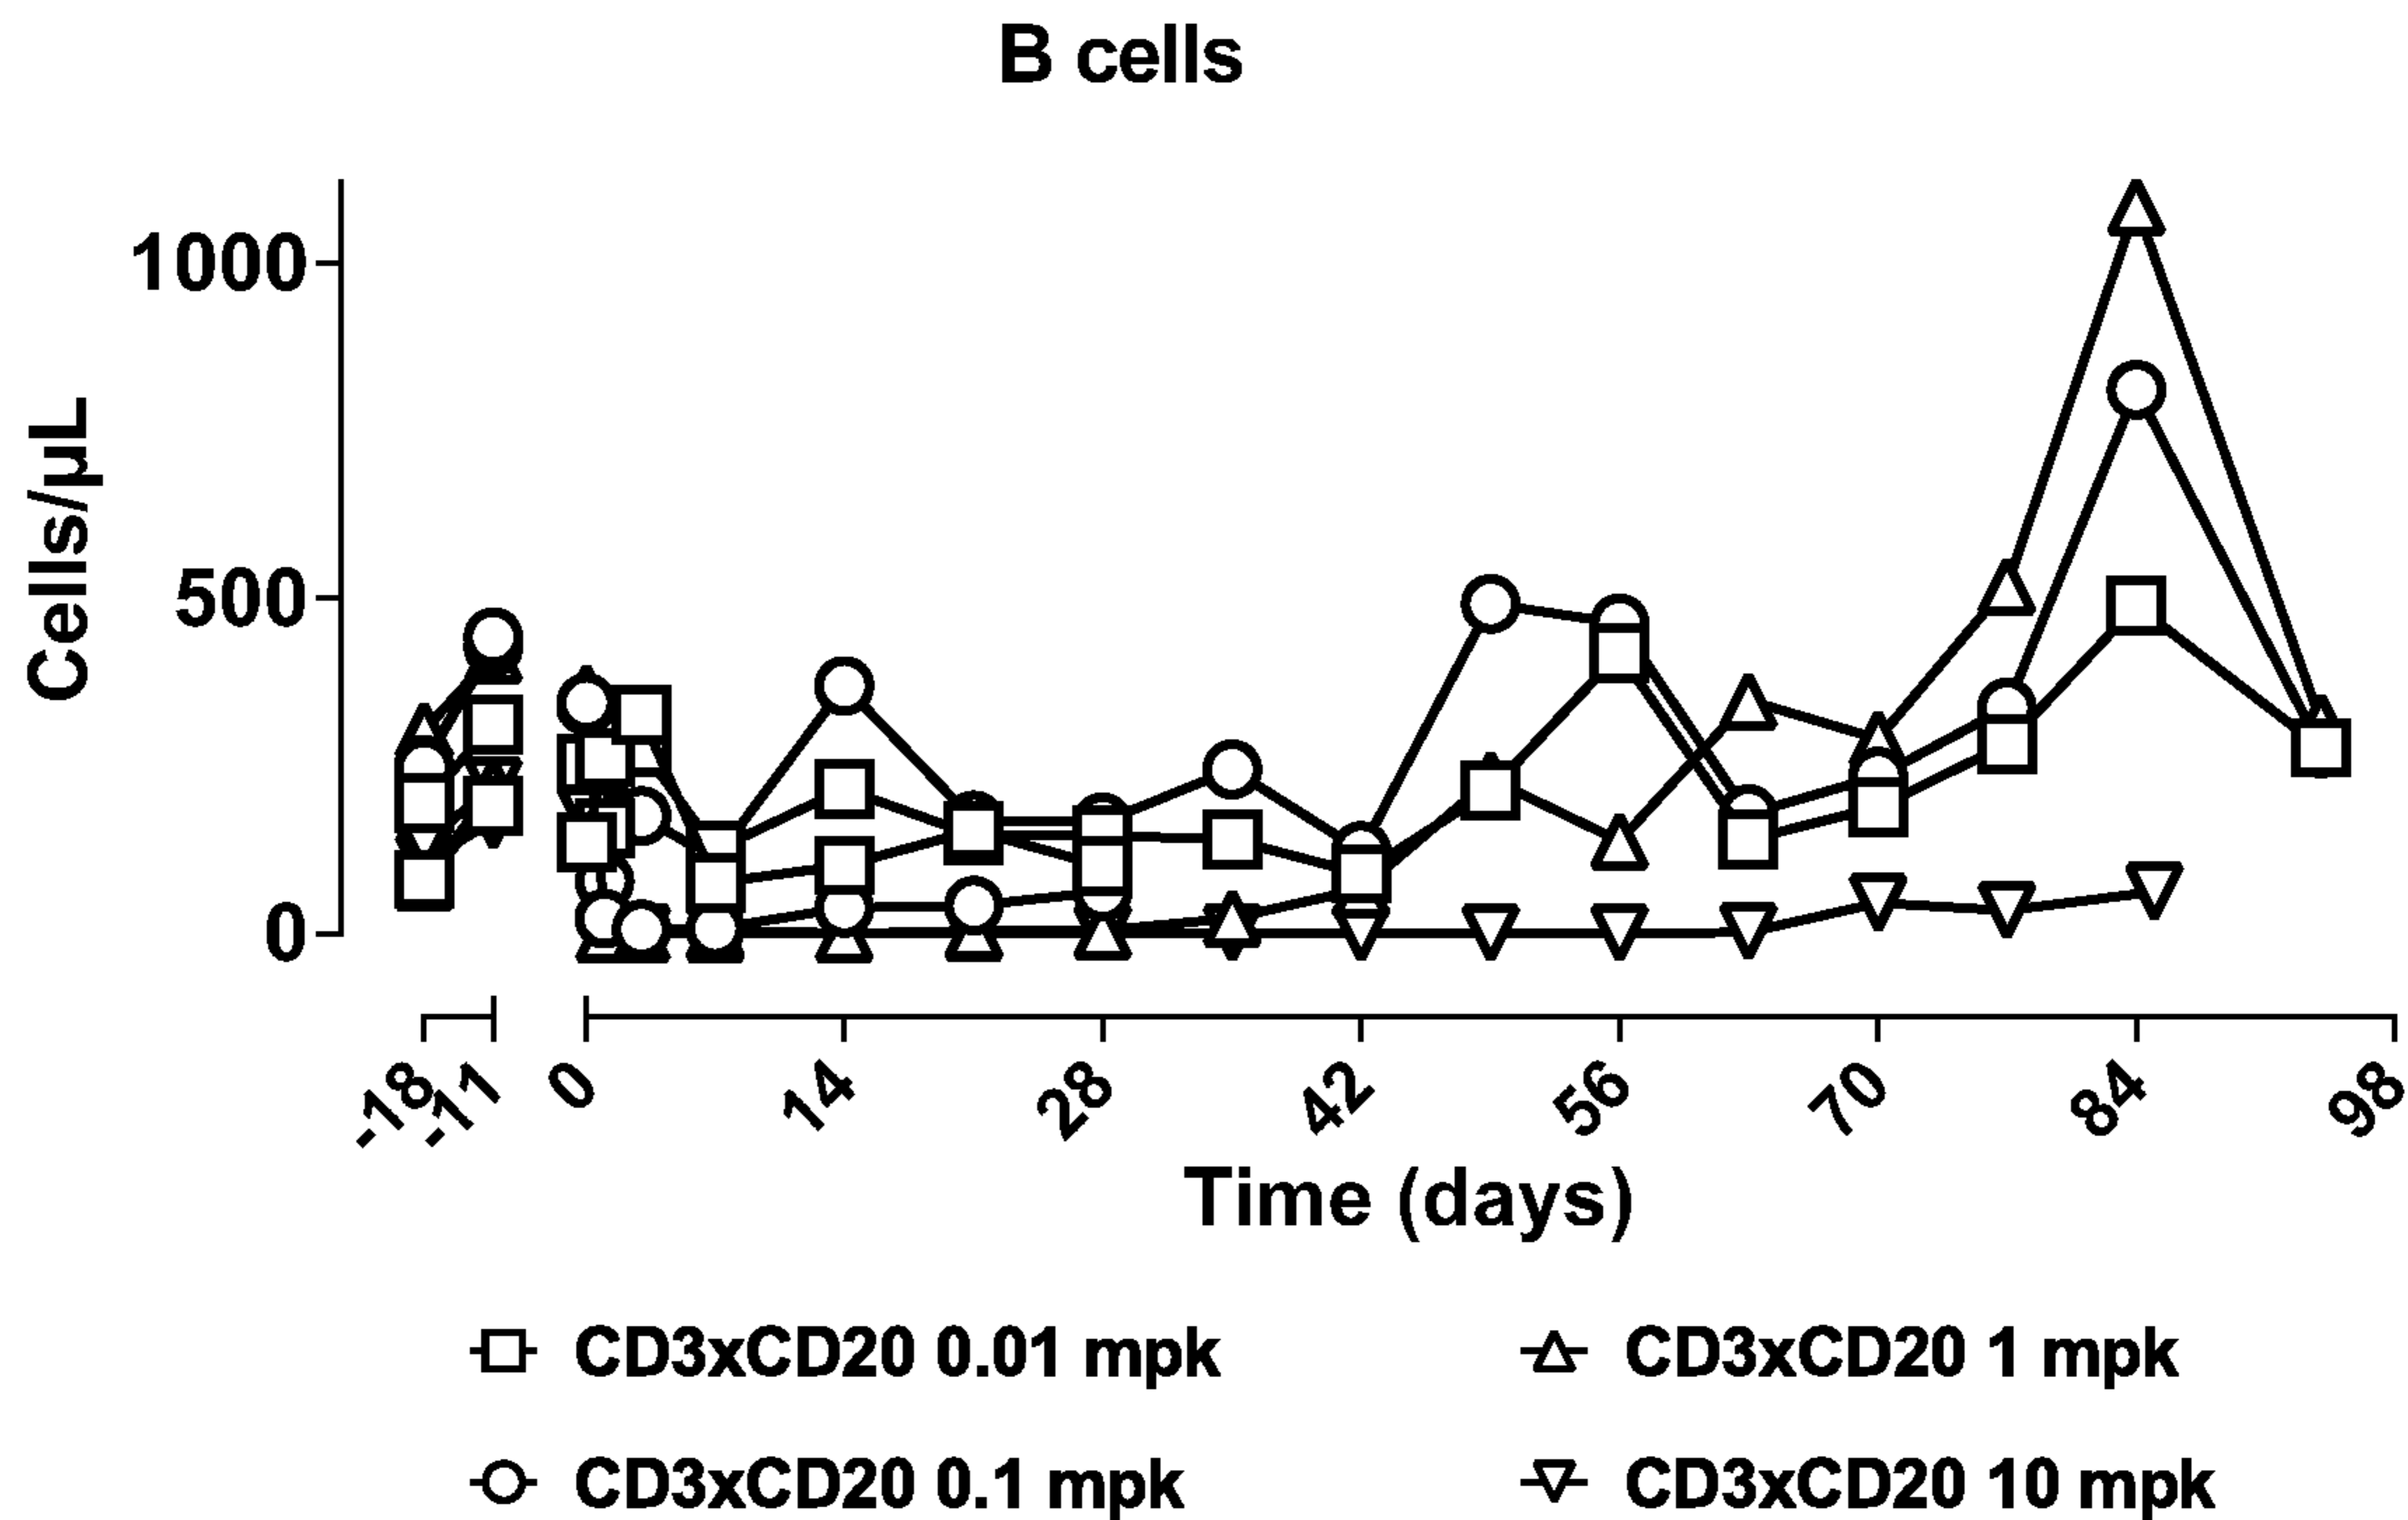 B cells
Cells/µL
1000
500
0
-18 -11 0 14 28 42 56 70 84 98
Time (days)
CD3xCD20 0.01 mpk
CD3xCD20 1 mpk
CD3xCD20 0.1 mpk
CD3xCD20 10 mpk